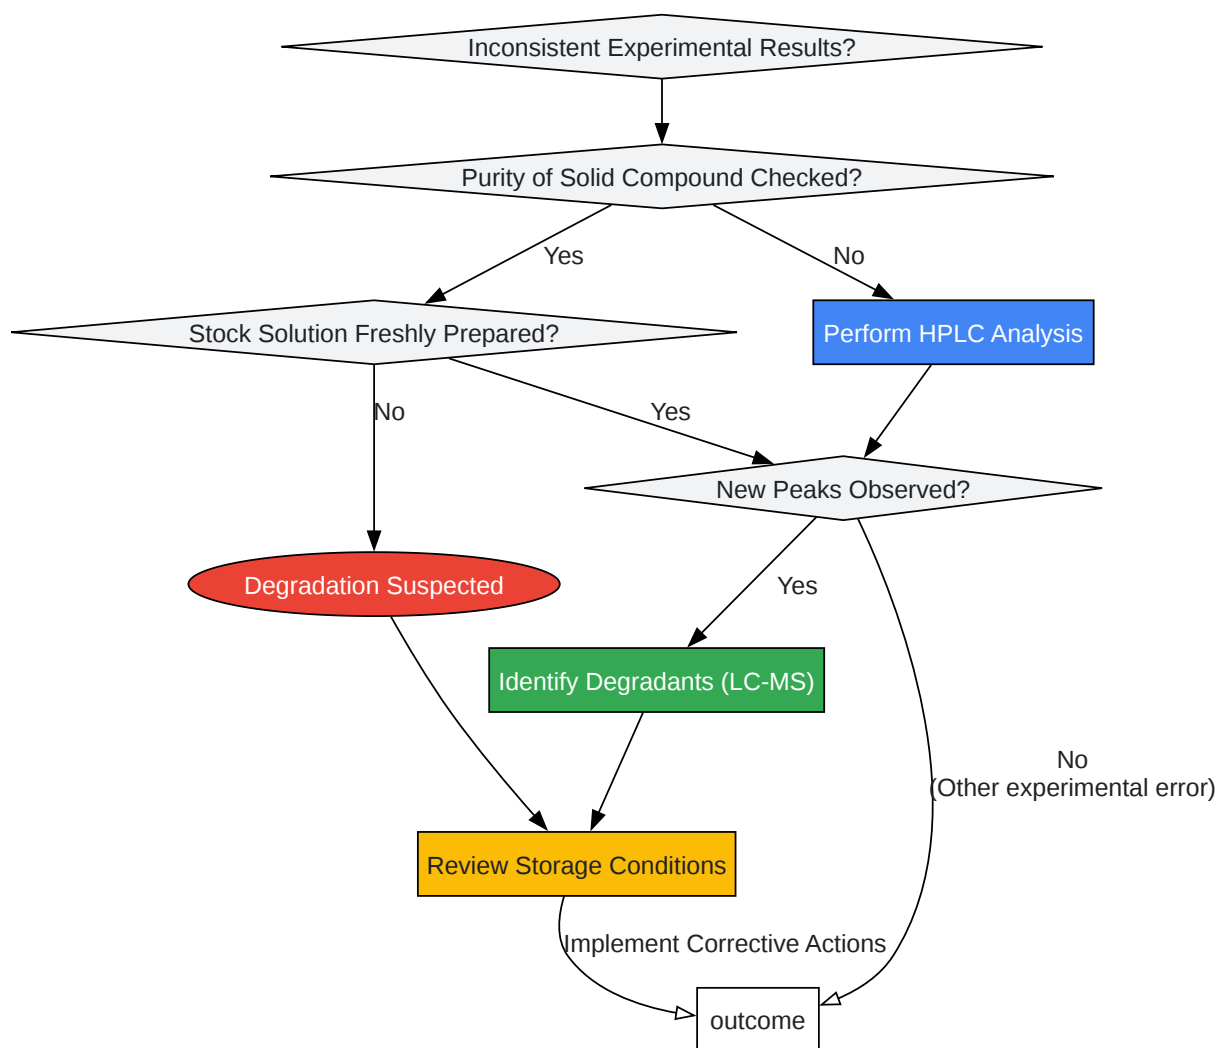 Inconsistent Experimental Results?
Purity of Solid Compound Checked?
Yes
No
Stock Solution Freshly Prepared?
Perform HPLC Analysis
No
Yes
New Peaks Observed?
Degradation Suspected
Yes
Identify Degradants (LC-MS)
No
(Other experimental error)
Review Storage Conditions
Implement Corrective Actions
outcome